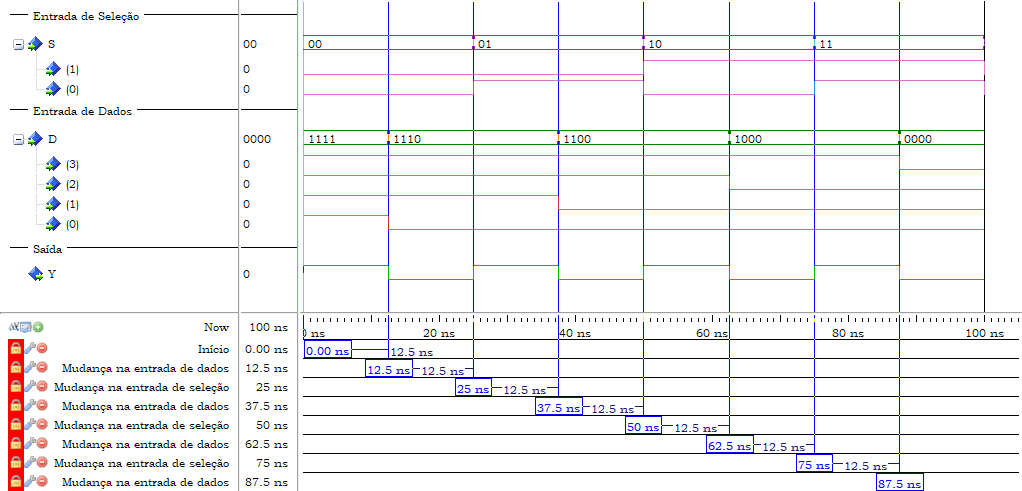 Entrada de Seleção
S 00 00 01 10 11
(1) 0
(0) 0
Entrada de Dados
D 0000 1111 1110 1100 1000 0000
(3) 0
(2) 0
(1) 0
(0) 0
Saída
Y 0
Now 100 ns 0 ns 20 ns 40 ns 60 ns 80 ns 100 ns
Início 0.00 ns 0.00 ns 12.5 ns
Mudança na entrada de dados 12.5 ns 12.5 ns 12.5 ns
Mudança na entrada de seleção 25 ns 25 ns 12.5 ns
Mudança na entrada de dados 37.5 ns 37.5 ns 12.5 ns
Mudança na entrada de seleção 50 ns 50 ns 12.5 ns
Mudança na entrada de dados 62.5 ns 62.5 ns 12.5 ns
Mudança na entrada de seleção 75 ns 75 ns 12.5 ns
Mudança na entrada de dados 87.5 ns 87.5 ns